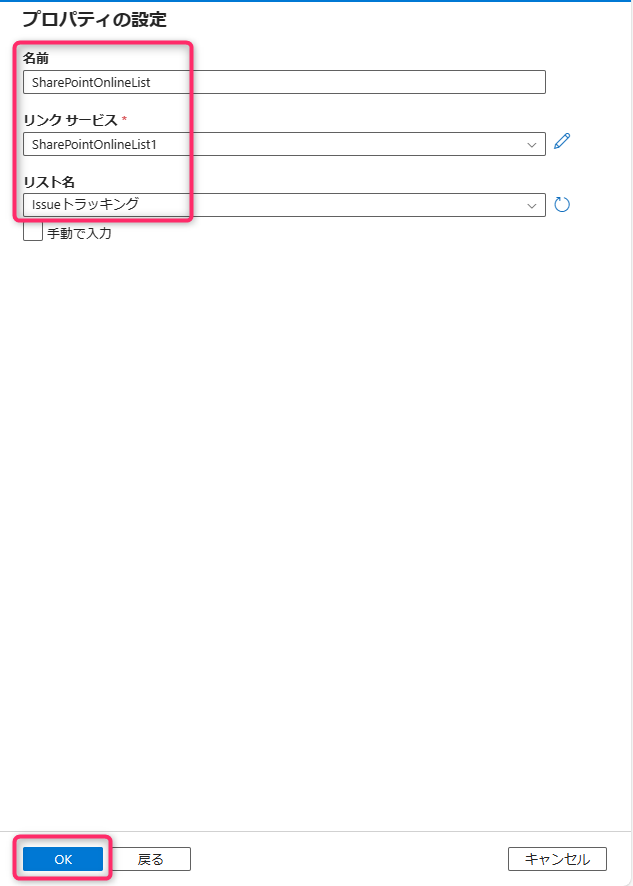 プロパティの設定
名前
SharePointOnlineList
リンク サービス *
SharePointOnlineList1
リスト名
Issueトラッキング
手動で入力
OK 戻る キャンセル